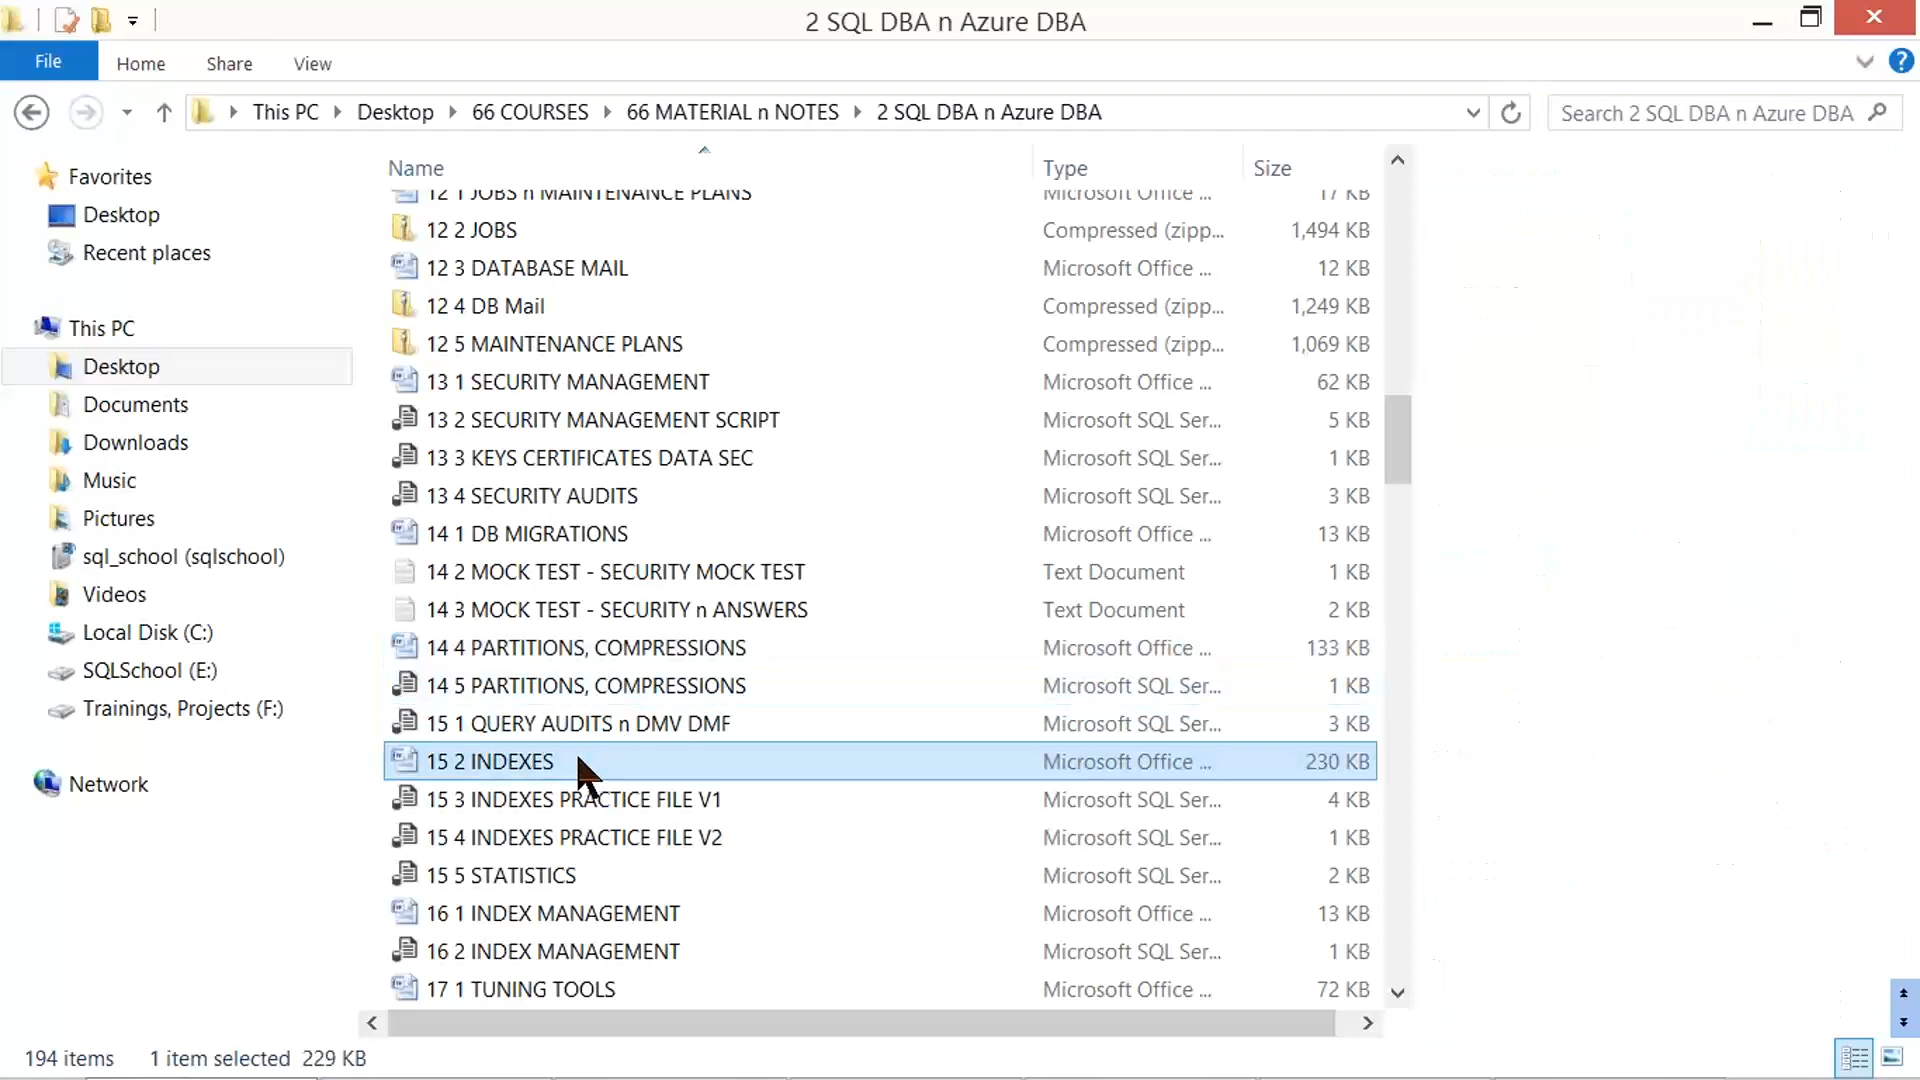 2 SQL DBA n Azure DBA
File Home Share View
This PC Desktop 66 COURSES 66 MATERIAL n NOTES 2 SQL DBA n Azure DBA
Search 2 SQL DBA n Azure DBA
Favorites
Desktop
Recent places
This PC
Desktop
Documents
Downloads
Music
Pictures
sql_school (sqlschool)
Videos
Local Disk (C:)
SQLSchool (E:)
Trainings, Projects (F:)
Network
Name Type Size
12 1 JOBS n MAINTENANCE PLANS Microsoft Office ... 17 KB
12 2 JOBS Compressed (zipp... 1,494 KB
12 3 DATABASE MAIL Microsoft Office ... 12 KB
12 4 DB Mail Compressed (zipp... 1,249 KB
12 5 MAINTENANCE PLANS Compressed (zipp... 1,069 KB
13 1 SECURITY MANAGEMENT Microsoft Office ... 62 KB
13 2 SECURITY MANAGEMENT SCRIPT Microsoft SQL Ser... 5 KB
13 3 KEYS CERTIFICATES DATA SEC Microsoft SQL Ser... 1 KB
13 4 SECURITY AUDITS Microsoft SQL Ser... 3 KB
14 1 DB MIGRATIONS Microsoft Office ... 13 KB
14 2 MOCK TEST - SECURITY MOCK TEST Text Document 1 KB
14 3 MOCK TEST - SECURITY n ANSWERS Text Document 2 KB
14 4 PARTITIONS, COMPRESSIONS Microsoft Office ... 133 KB
14 5 PARTITIONS, COMPRESSIONS Microsoft SQL Ser... 1 KB
15 1 QUERY AUDITS n DMV DMF Microsoft SQL Ser... 3 KB
15 2 INDEXES Microsoft Office ... 230 KB
15 3 INDEXES PRACTICE FILE V1 Microsoft SQL Ser... 4 KB
15 4 INDEXES PRACTICE FILE V2 Microsoft SQL Ser... 1 KB
15 5 STATISTICS Microsoft SQL Ser... 2 KB
16 1 INDEX MANAGEMENT Microsoft Office ... 13 KB
16 2 INDEX MANAGEMENT Microsoft SQL Ser... 1 KB
17 1 TUNING TOOLS Microsoft Office ... 72 KB
194 items 1 item selected 229 KB